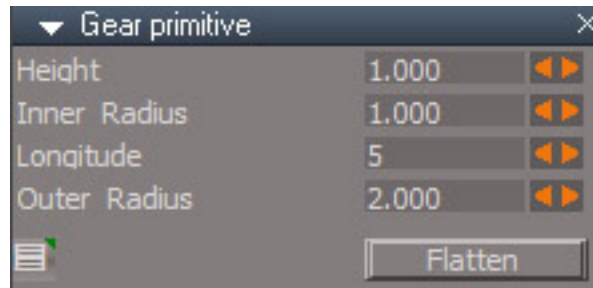 Gear primitive
Height 1.000
Inner Radius 1.000
Longitude 5
Outer Radius 2.000
Flatten